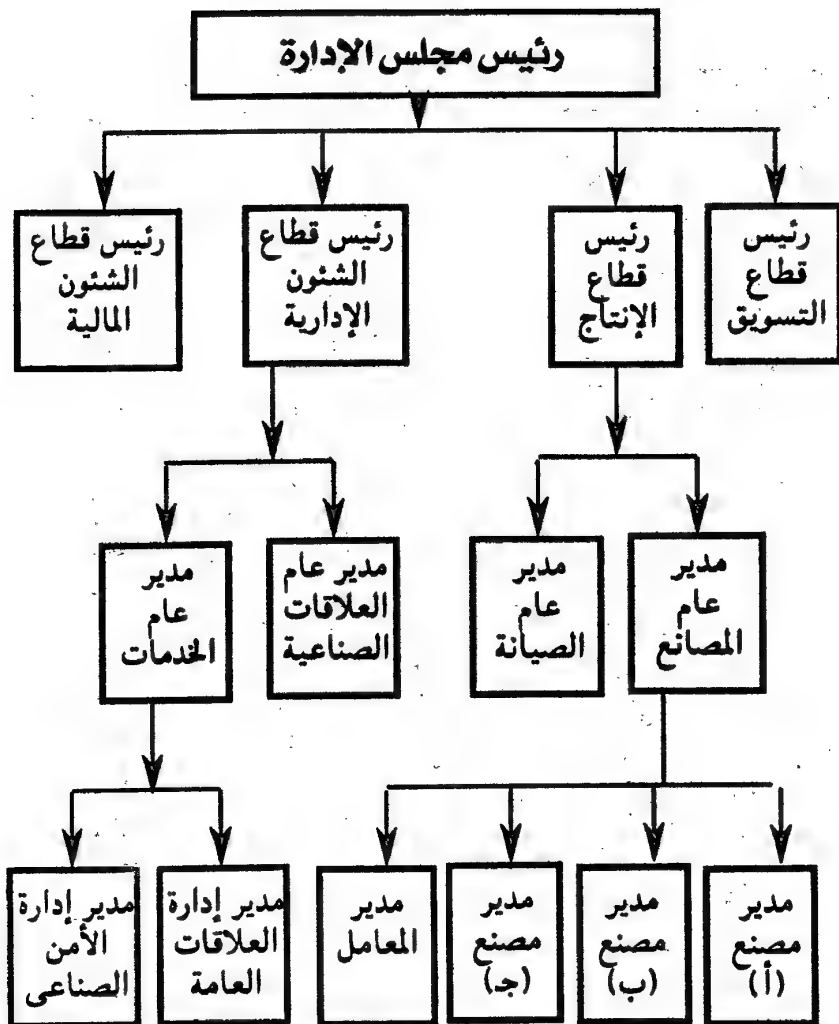 رئيس مجلس الإدارة
رئيس
قطاع
التسويق
رئيس
قطاع
الإنتاج
رئيس قطاع
الشئون
الإدارية
رئيس قطاع
الشئون
المالية
مدير
عام
المصانع
مدير
عام
الصيانة
مدير عام
العلاقات
الصناعية
مدير
عام
الخدمات
مدير
مصنع
(أ)
مدير
مصنع
(ب)
مدير
مصنع
(جـ)
مدير
المعامل
مدير إدارة
العلاقات
العامة
مدير إدارة
الأمن
الصناعى